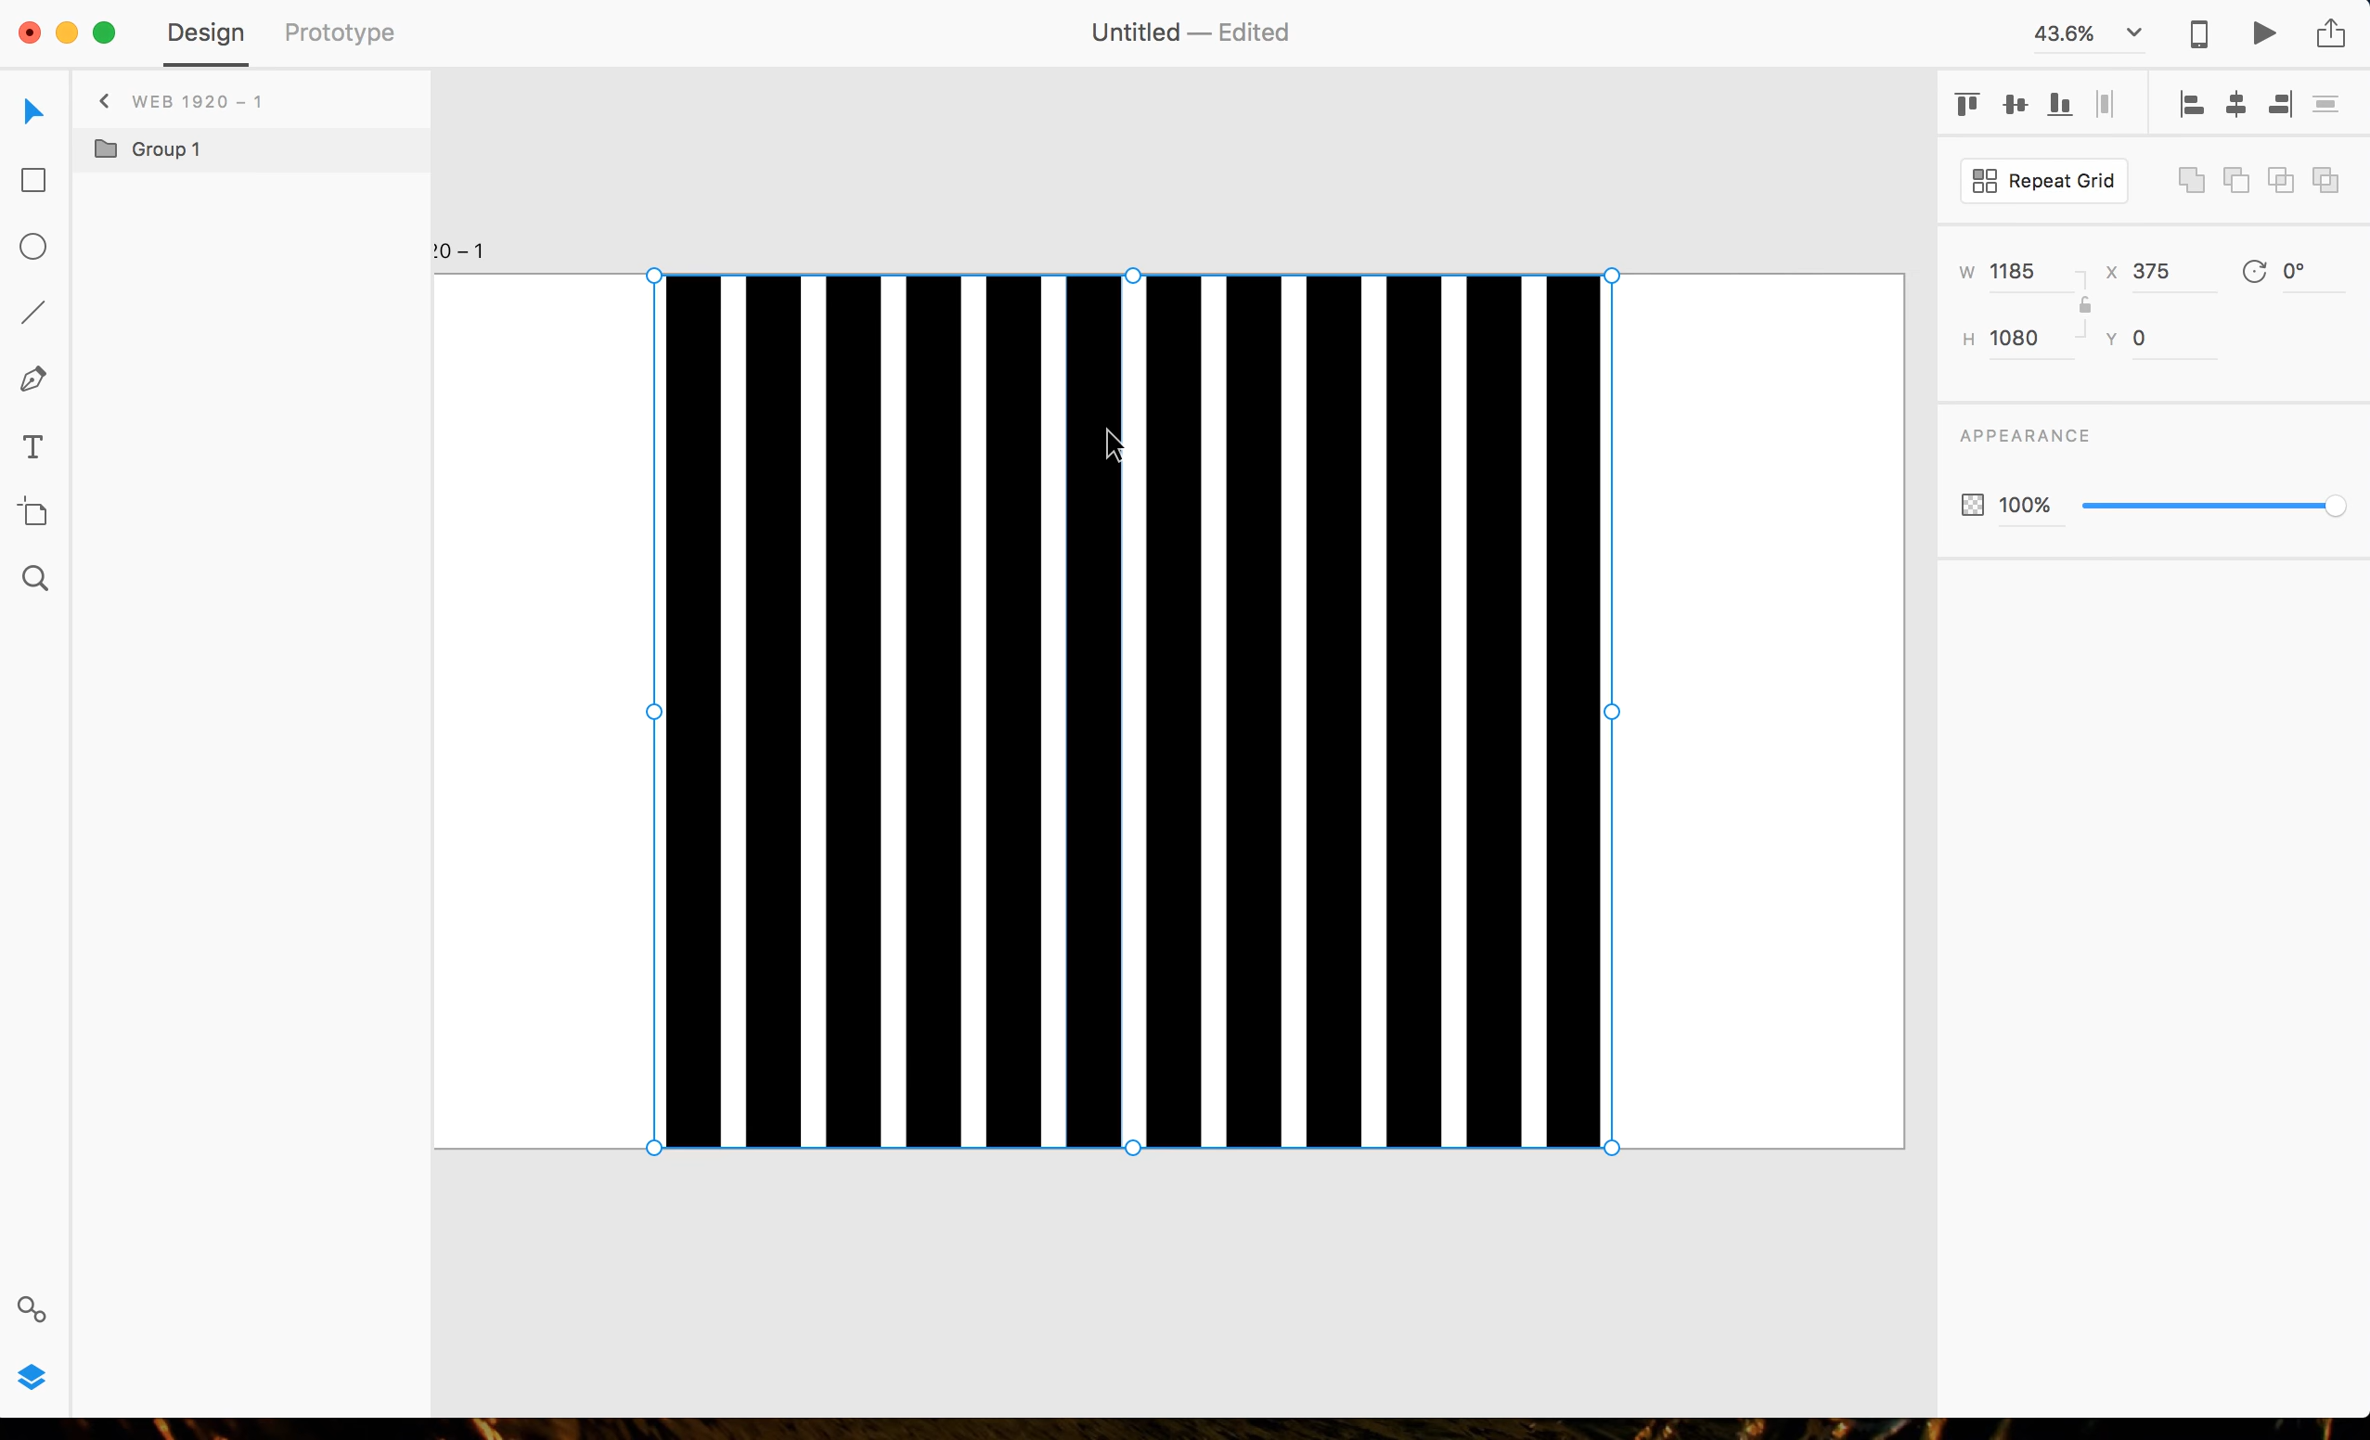 Design
Prototype
Untitled — Edited
43.6%
WEB 1920 – 1
Group 1
20 – 1
Repeat Grid
W 1185
X 375
0°
H 1080
Y 0
APPEARANCE
100%